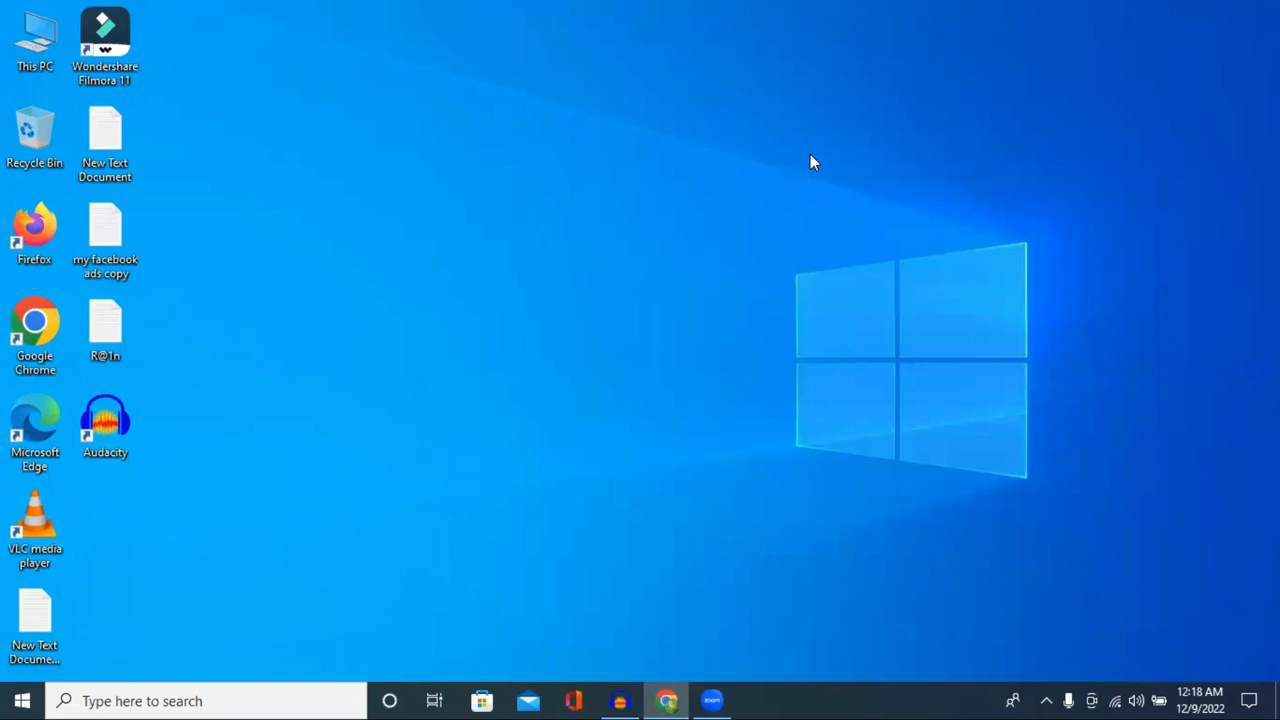 This PC
Wondershare
Filmora 11
Recycle Bin
New Text
Document
Firefox
my facebook
ads copy
Google
Chrome
R@1n
Microsoft
Edge
Audacity
VLC media
player
New Text
Docume...
Type here to search
zoom
12:18 AM
12/9/2022